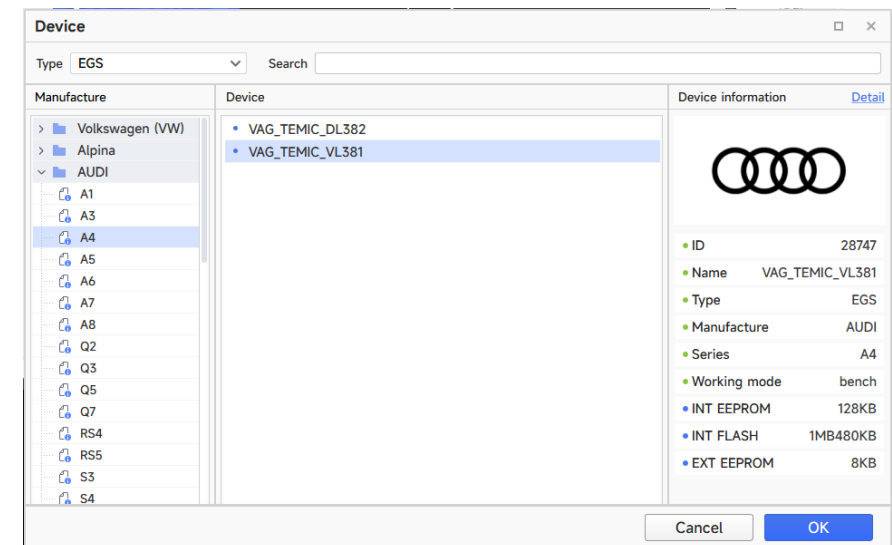 Device
Type EGS Search
Manufacture Device Device information Detail
Volkswagen (VW)
Alpina
AUDI
A1
A3
A4
A5
A6
A7
A8
Q2
Q3
Q5
Q7
RS4
RS5
S3
S4
VAG_TEMIC_DL382
VAG_TEMIC_VL381
ID 28747
Name VAG_TEMIC_VL381
Type EGS
Manufacture AUDI
Series A4
Working mode bench
INT EEPROM 128KB
INT FLASH 1MB480KB
EXT EEPROM 8KB
Cancel OK